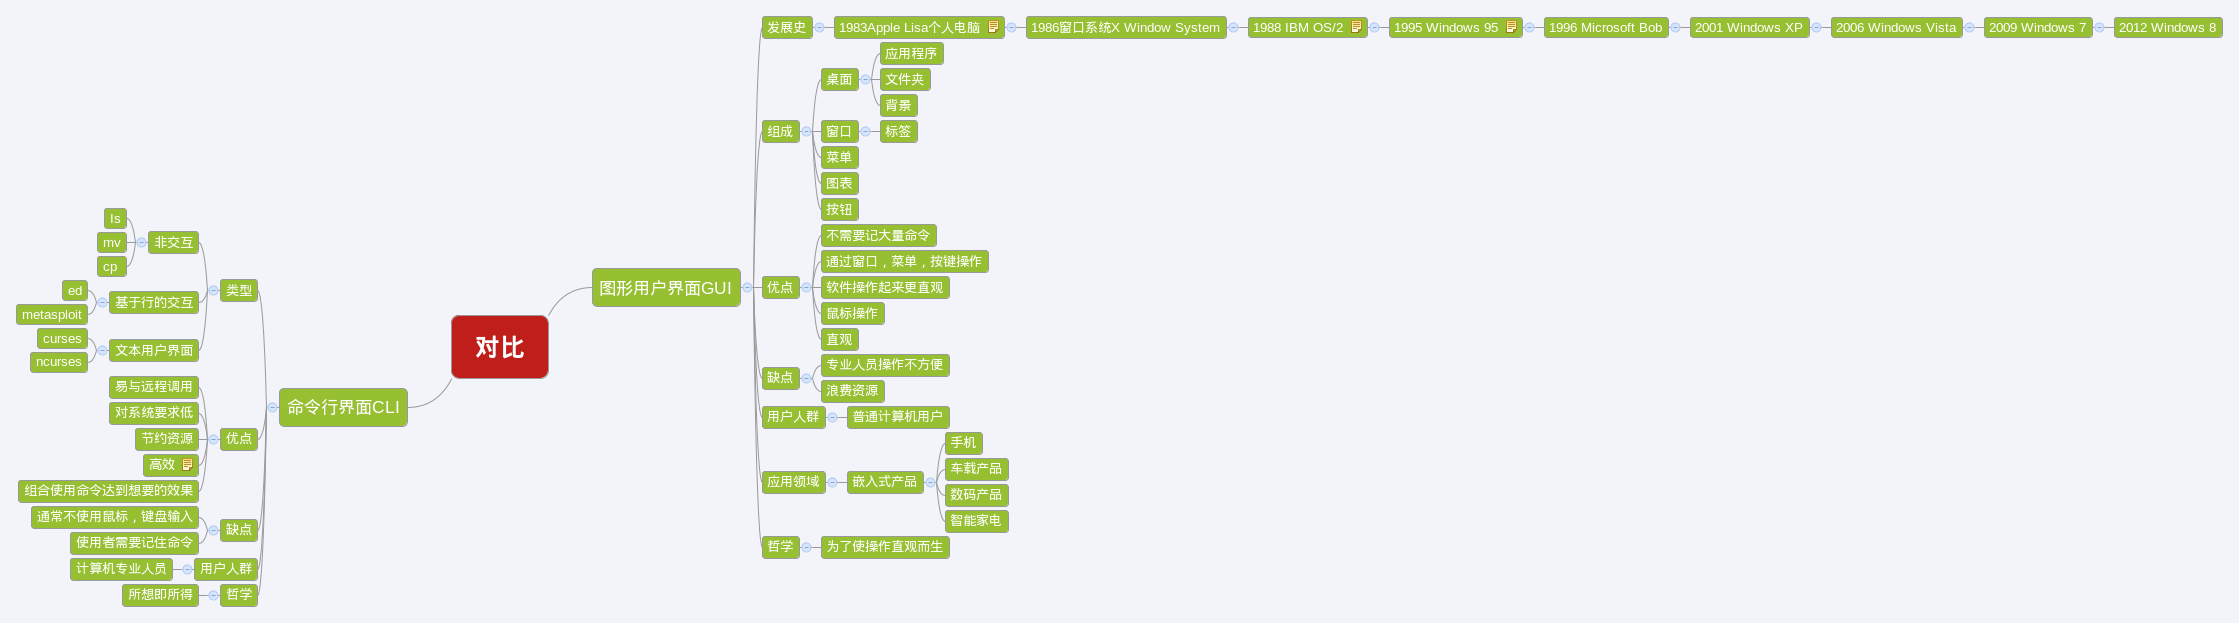 对比
图形用户界面GUI
发展史
1983Apple Lisa个人电脑
1986窗口系统X Window System
1988 IBM OS/2
1995 Windows 95
1996 Microsoft Bob
2001 Windows XP
2006 Windows Vista
2009 Windows 7
2012 Windows 8
组成
桌面
应用程序
文件夹
背景
窗口
标签
菜单
图表
按钮
优点
不需要记大量命令
通过窗口，菜单，按键操作
软件操作起来更直观
鼠标操作
直观
缺点
专业人员操作不方便
浪费资源
用户人群
普通计算机用户
应用领域
嵌入式产品
手机
车载产品
数码产品
智能家电
哲学
为了使操作直观而生
命令行界面CLI
类型
非交互
ls
mv
cp
基于行的交互
ed
metasploit
文本用户界面
curses
ncurses
优点
易与远程调用
对系统要求低
节约资源
高效
组合使用命令达到想要的效果
缺点
通常不使用鼠标，键盘输入
使用者需要记住命令
用户人群
计算机专业人员
哲学
所想即所得